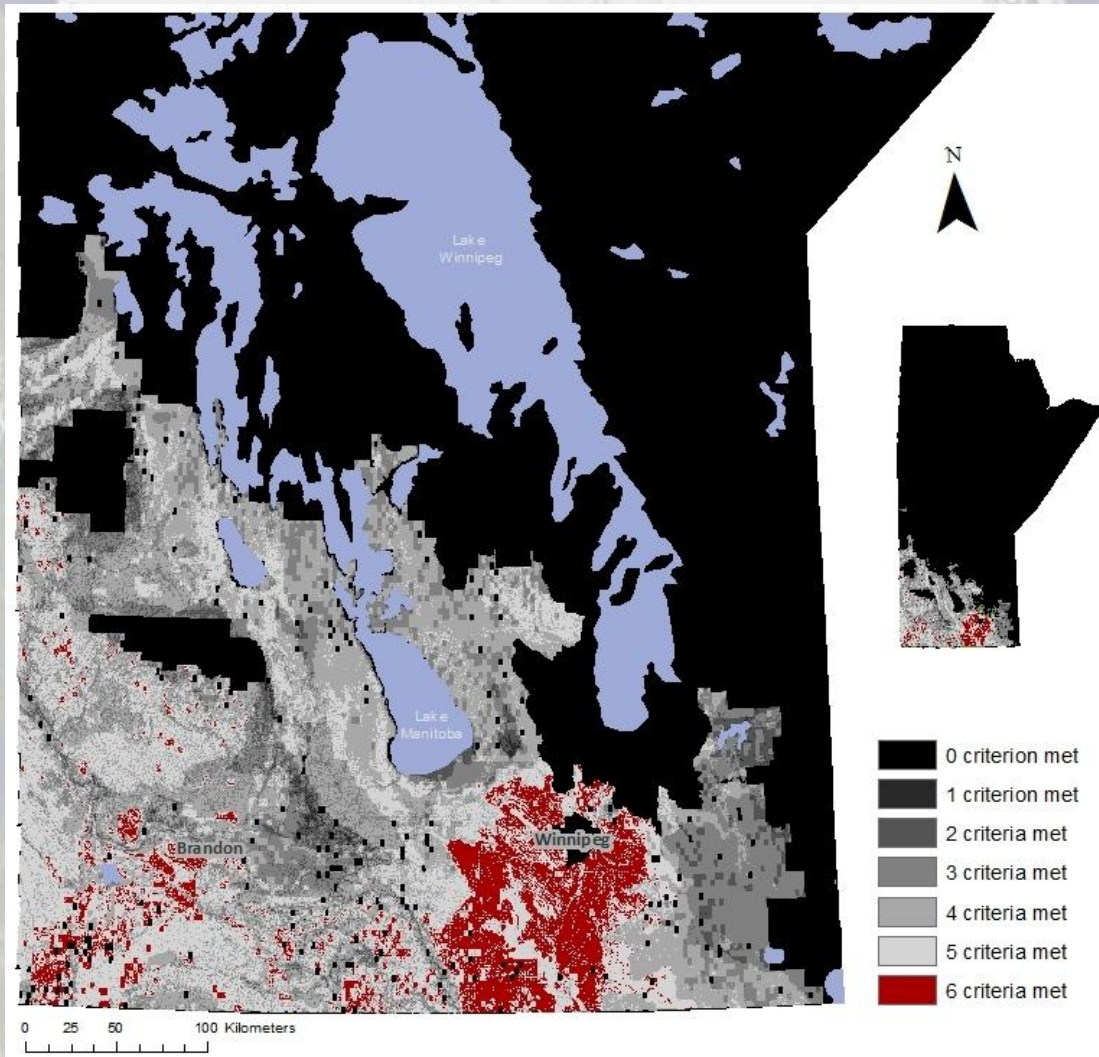 Lake
Winnipeg
N
Lake
Manitoba
Brandon
Winnipeg
0 criterion met
1 criterion met
2 criteria met
3 criteria met
4 criteria met
5 criteria met
6 criteria met
0 25 50 100 Kilometers